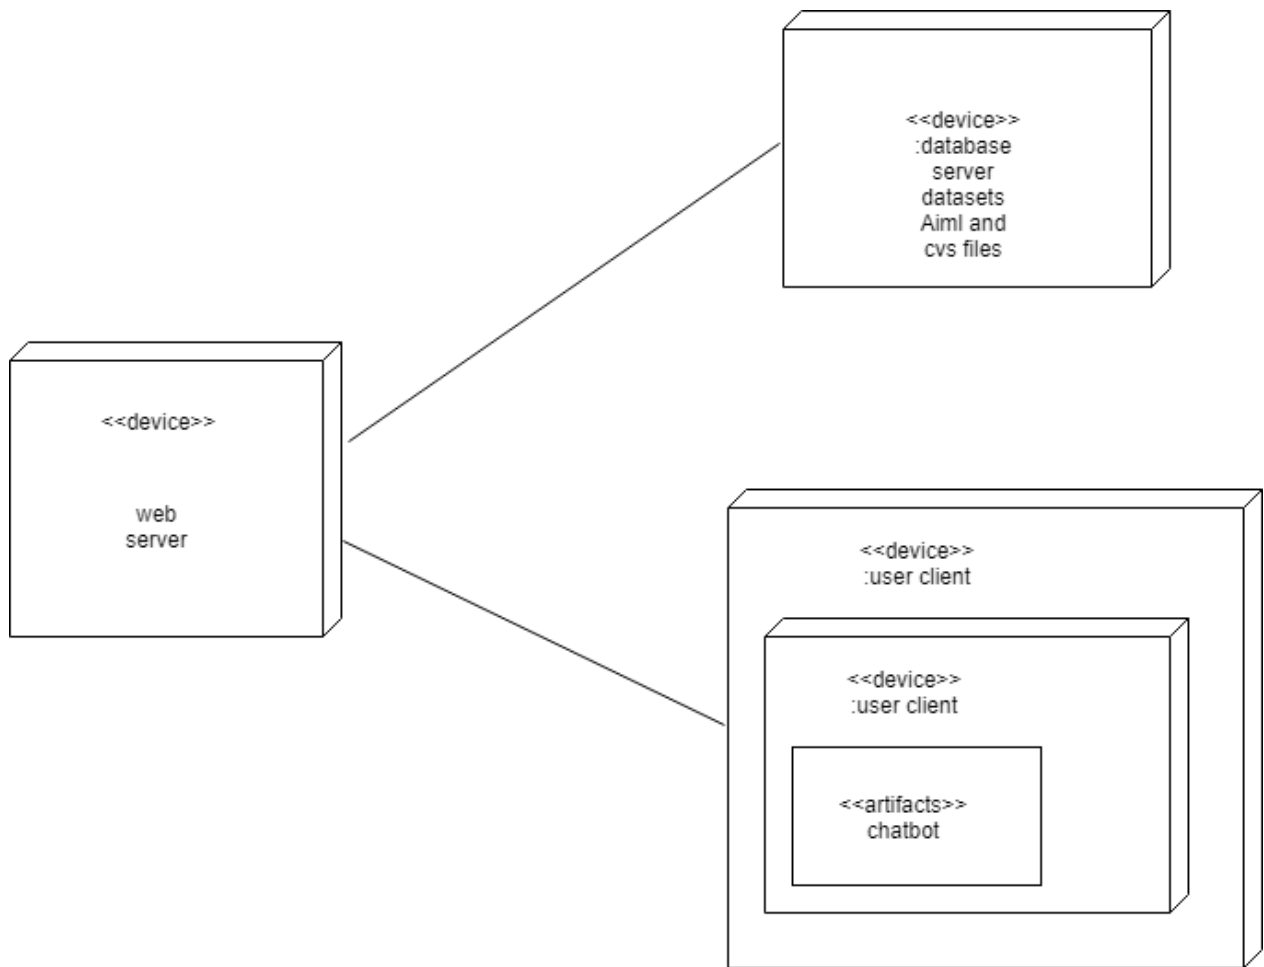 <<device>>
:database
server
datasets
Aiml and
cvs files
<<device>>
web
server
<<device>>
:user client
<<device>>
:user client
<<artifacts>>
chatbot